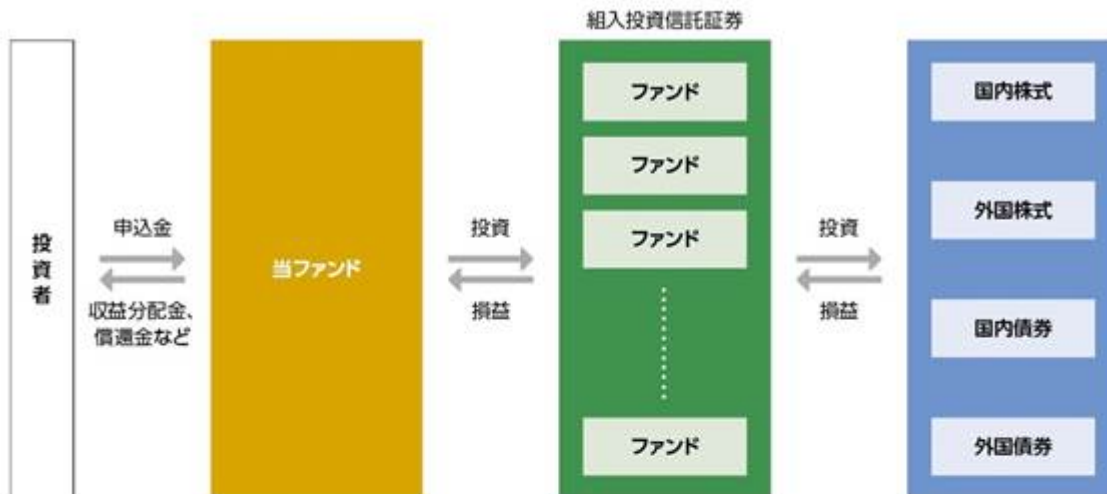 組入投資信託証券
投資者
申込金
収益分配金、
償還金など
当ファンド
投資
損益
ファンド
ファンド
ファンド
ファンド
投資
損益
国内株式
外国株式
国内債券
外国債券